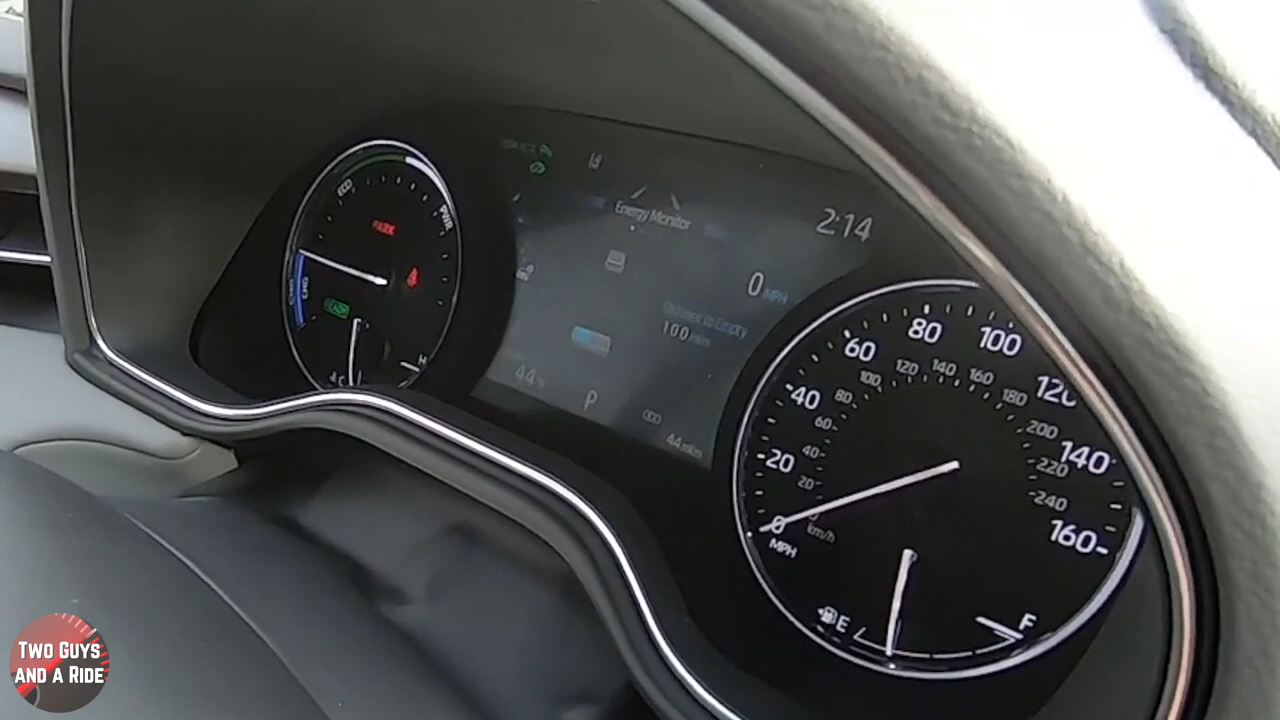 ECO
PWR
PARK
CHG
READY
H
C
Energy Monitor
2:14
0 MPH
Distance to Empty
100 miles
44
P
44 miles
0
20
40
60
80
100
120
140
160
MPH
20
40
60
80
100
120
140
160
180
200
220
240
km/h
E
F
TWO GUYS
AND A RIDE